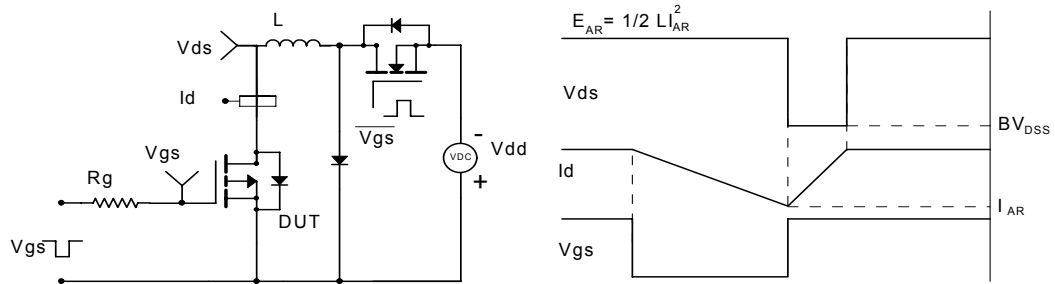 L
Vds
Id
Vgs
Vgs
Rg
DUT
Vgs
VDC
-
+
Vdd
E_AR = 1/2 LI_AR^2
Vds
BV_DSS
Id
I_AR
Vgs